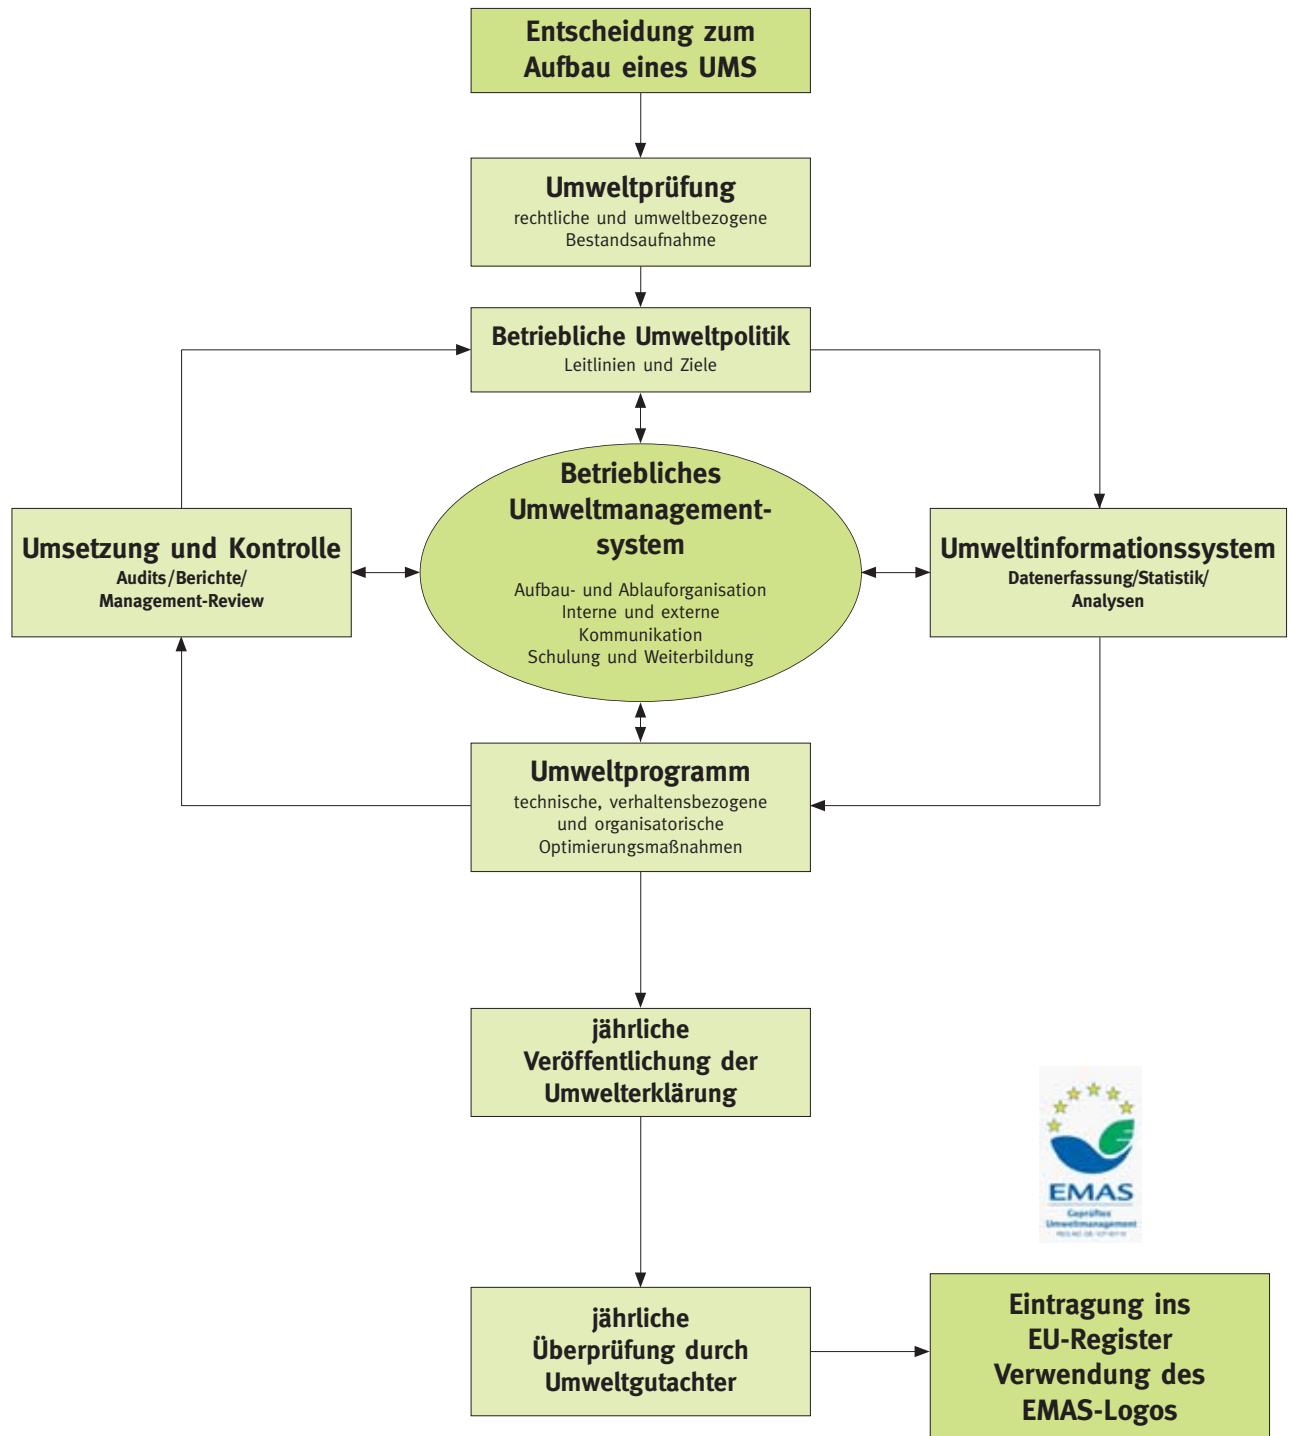 Entscheidung zum
Aufbau eines UMS
Umweltprüfung
rechtliche und umweltbezogene
Bestandsaufnahme
Betriebliche Umweltpolitik
Leitlinien und Ziele
Betriebliches
Umweltmanagement-
system
Aufbau- und Ablauforganisation
Interne und externe
Kommunikation
Schulung und Weiterbildung
Umsetzung und Kontrolle
Audits/Berichte/
Management-Review
Umweltinformationssystem
Datenerfassung/Statistik/
Analysen
Umweltprogramm
technische, verhaltensbezogene
und organisatorische
Optimierungsmaßnahmen
jährliche
Veröffentlichung der
Umwelterklärung
EMAS
Geprüftes
Umweltmanagement
jährliche
Überprüfung durch
Umweltgutachter
Eintragung ins
EU-Register
Verwendung des
EMAS-Logos